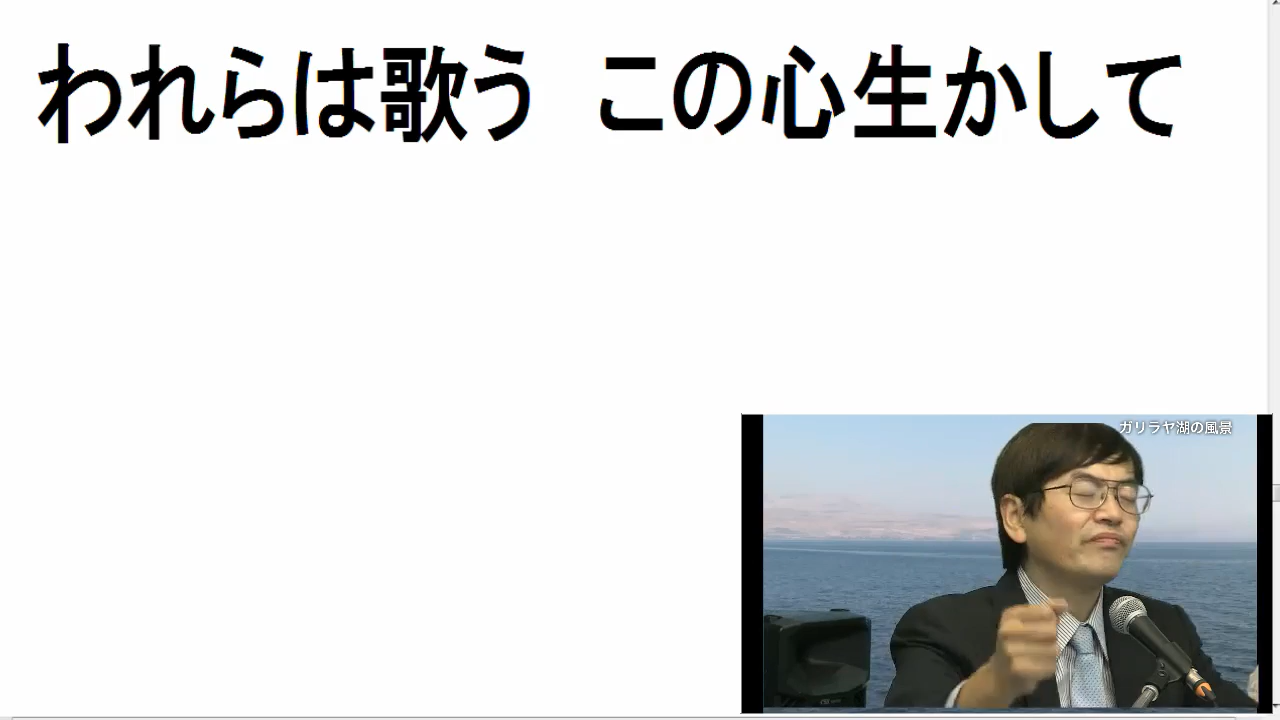 われらは歌う　この心生かして
ガリラヤ湖の風景